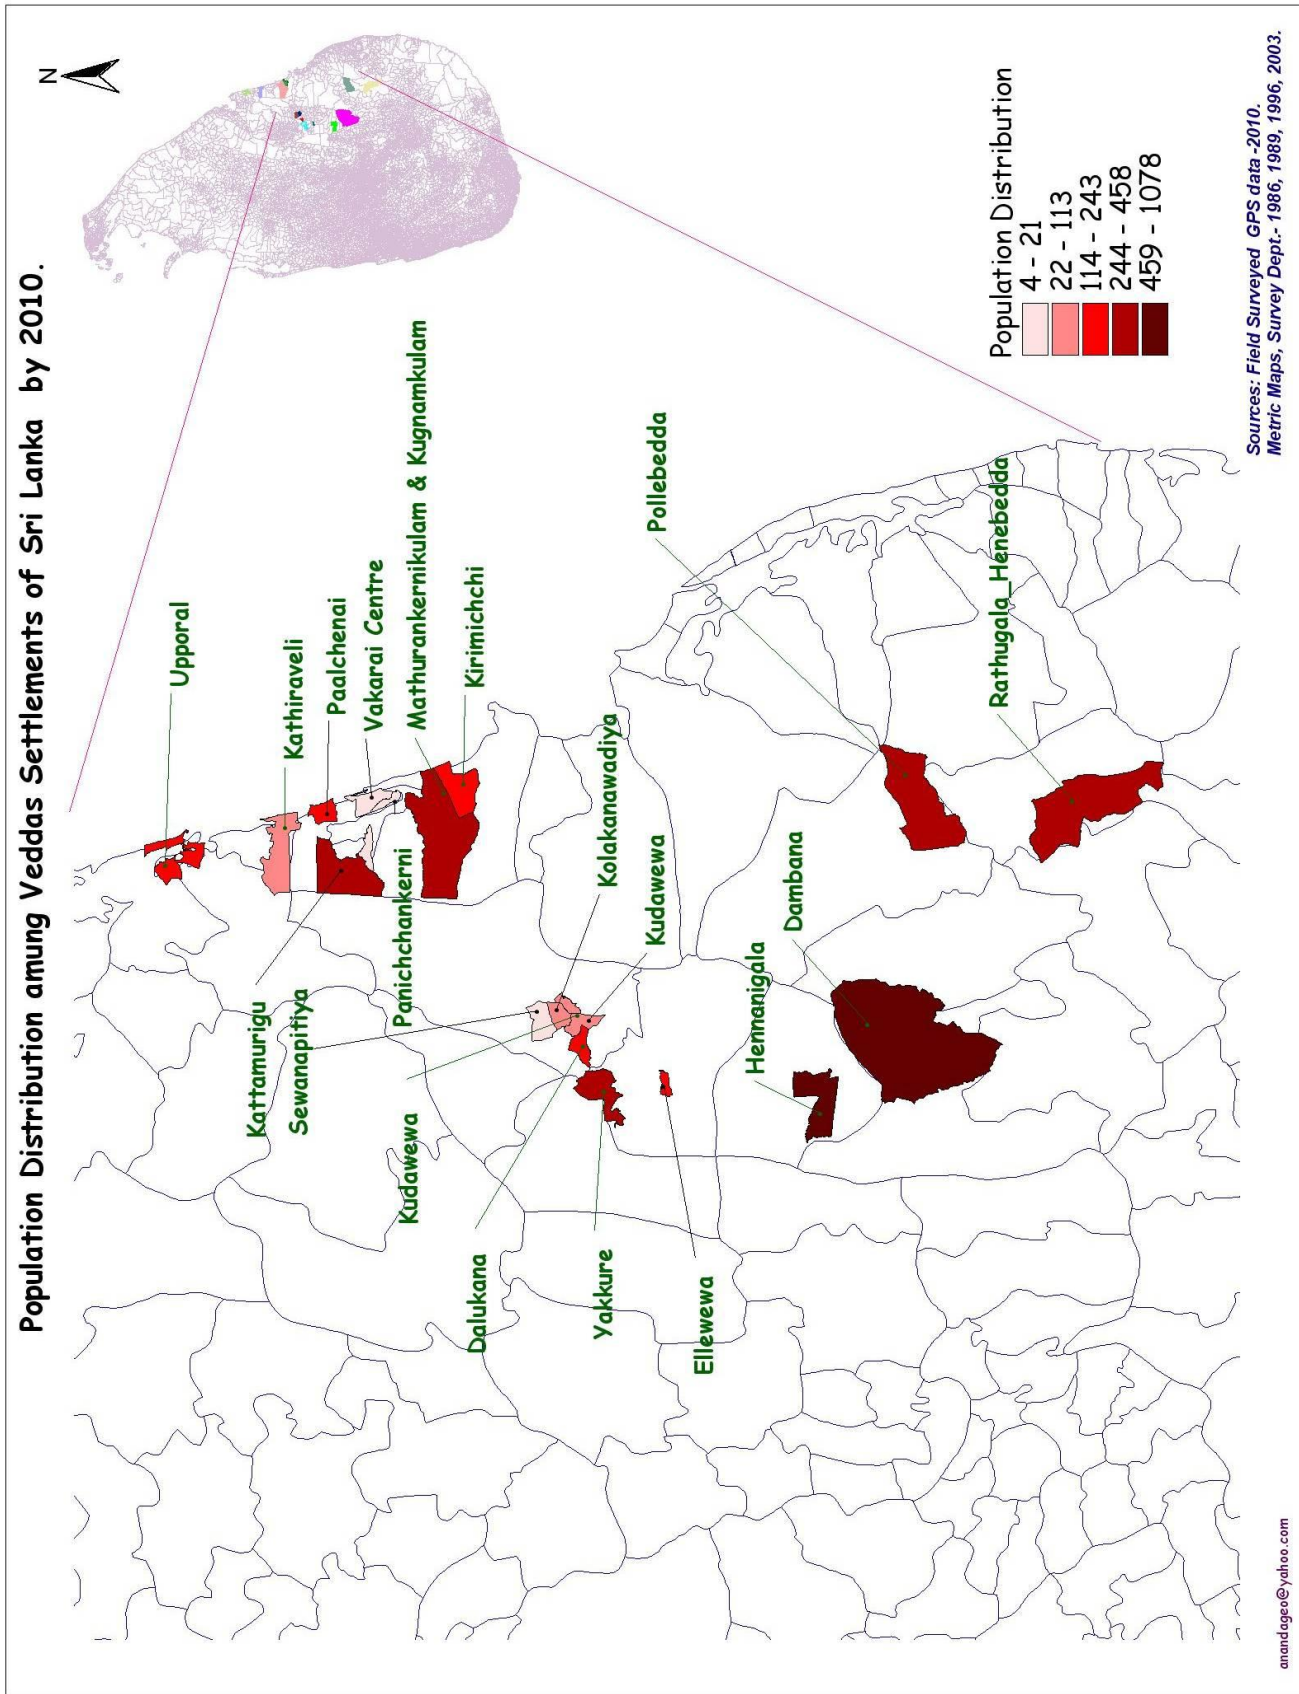 Population Distribution amung Veddas Settlements of Sri Lanka by 2010.
N
Upporal
Kathiraveli
Paalchenai
Vakarai Centre
Mathurankernikulam & Kugnamkulam
Kirimichchi
Kattamurigu
Sewanapitiya
Panichchankerni
Kudawewa
Kolakanawadiya
Kudawewa
Dalukana
Yakkure
Ellewewa
Pollebedda
Hennanigala
Dambana
Rathugala_Henebedda
Population Distribution
4 - 21
22 - 113
114 - 243
244 - 458
459 - 1078
Sources: Field Surveyed GPS data -2010.
Metric Maps, Survey Dept.- 1986, 1989, 1996, 2003.
anandageo@yahoo.com